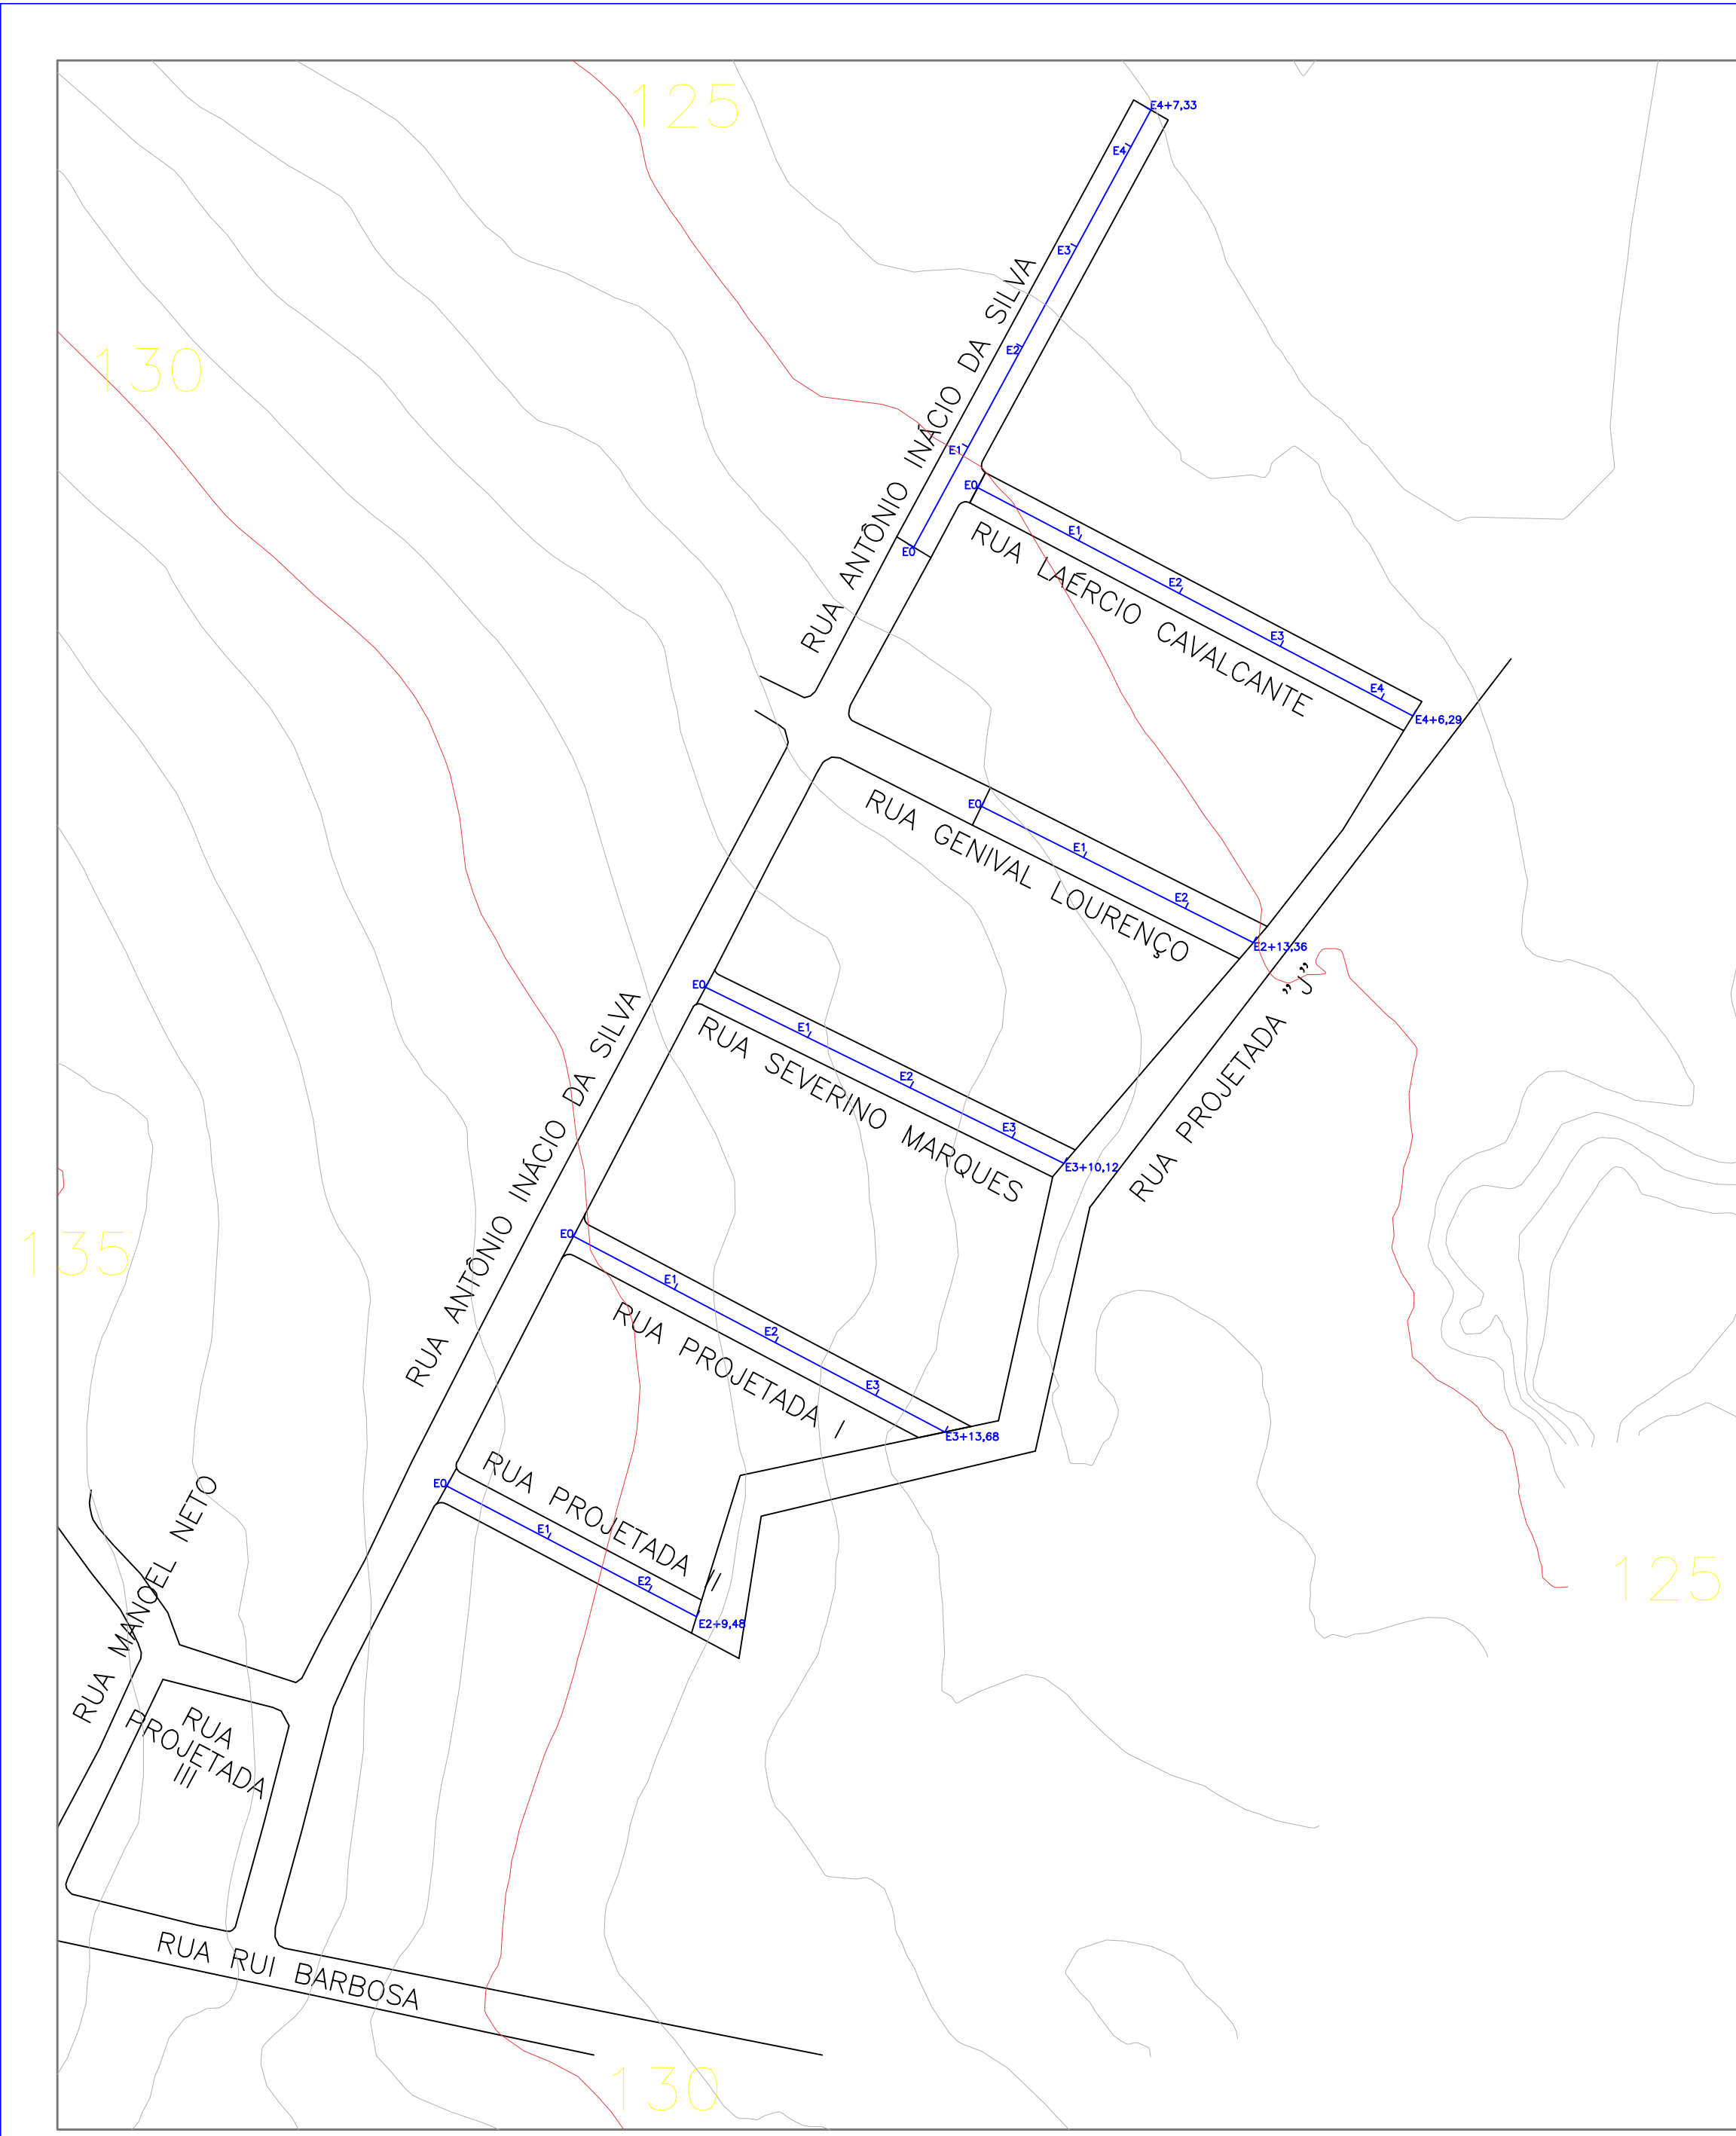 125
E4+7,33
E4
E3
E2
E1
E0
130
RUA ANTÔNIO INÁCIO DA SILVA
E0
E1
E2
E3
E4
E4+6,29
RUA LAÉRCIO CAVALCANTE
E0
E1
E2
E2+13,36
RUA GENIVAL LOURENÇO
RUA PROJETADA "J"
E0
E1
E2
E3
E3+10,12
RUA SEVERINO MARQUES
RUA ANTÔNIO INÁCIO DA SILVA
135
E0
E1
E2
E3
E3+13,68
RUA PROJETADA I
RUA PROJETADA II
E0
E1
E2
E2+9,48
125
RUA MANOEL NETO
RUA
PROJETADA
III
RUA RUI BARBOSA
130